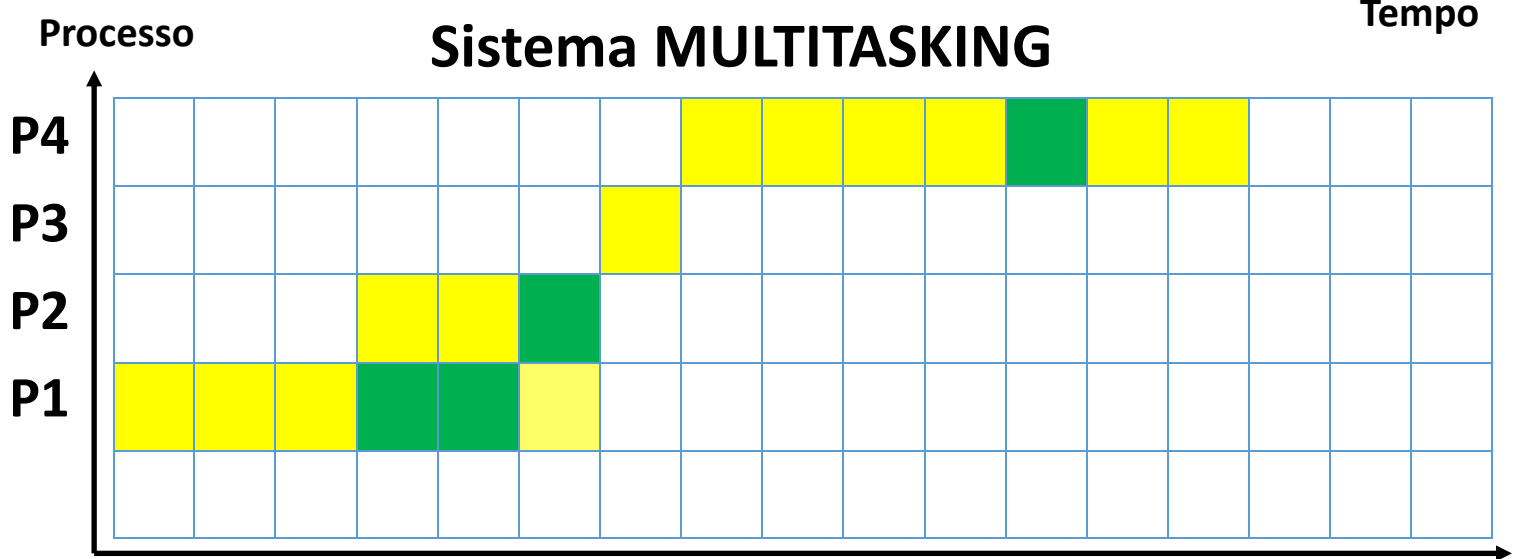 Tempo
Processo
Sistema MULTITASKING
P4
P3
P2
P1